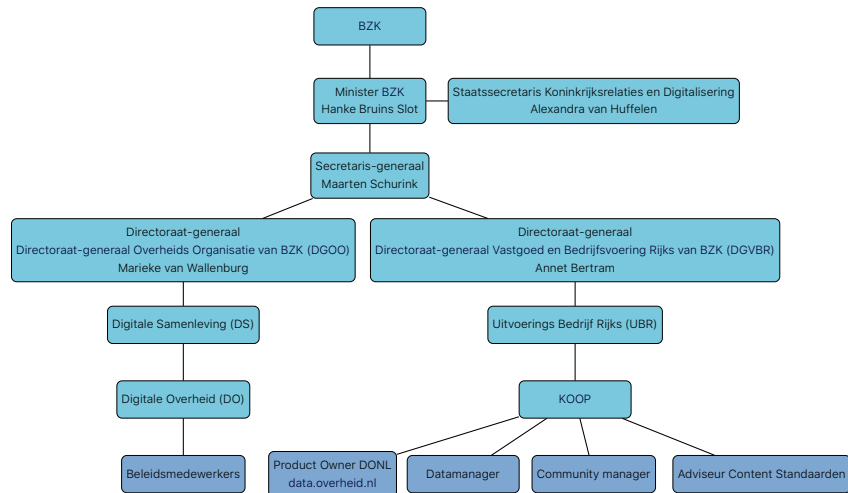 BZK
Minister BZK
Hanke Bruins Slot
Staatssecretaris Koninkrijksrelaties en Digitalisering
Alexandra van Huffelen
Secretaris-generaal
Maarten Schurink
Directoraat-generaal
Directoraat-generaal Overheids Organisatie van BZK (DGOO)
Marieke van Wallenburg
Directoraat-generaal
Directoraat-generaal Vastgoed en Bedrijfsvoering Rijks van BZK (DGVBR)
Annet Bertram
Digitale Samenleving (DS)
Uitvoerings Bedrijf Rijks (UBR)
Digitale Overheid (DO)
KOOP
Beleidsmedewerkers
Product Owner DONL
data.overheid.nl
Datamanager
Community manager
Adviseur Content Standaarden